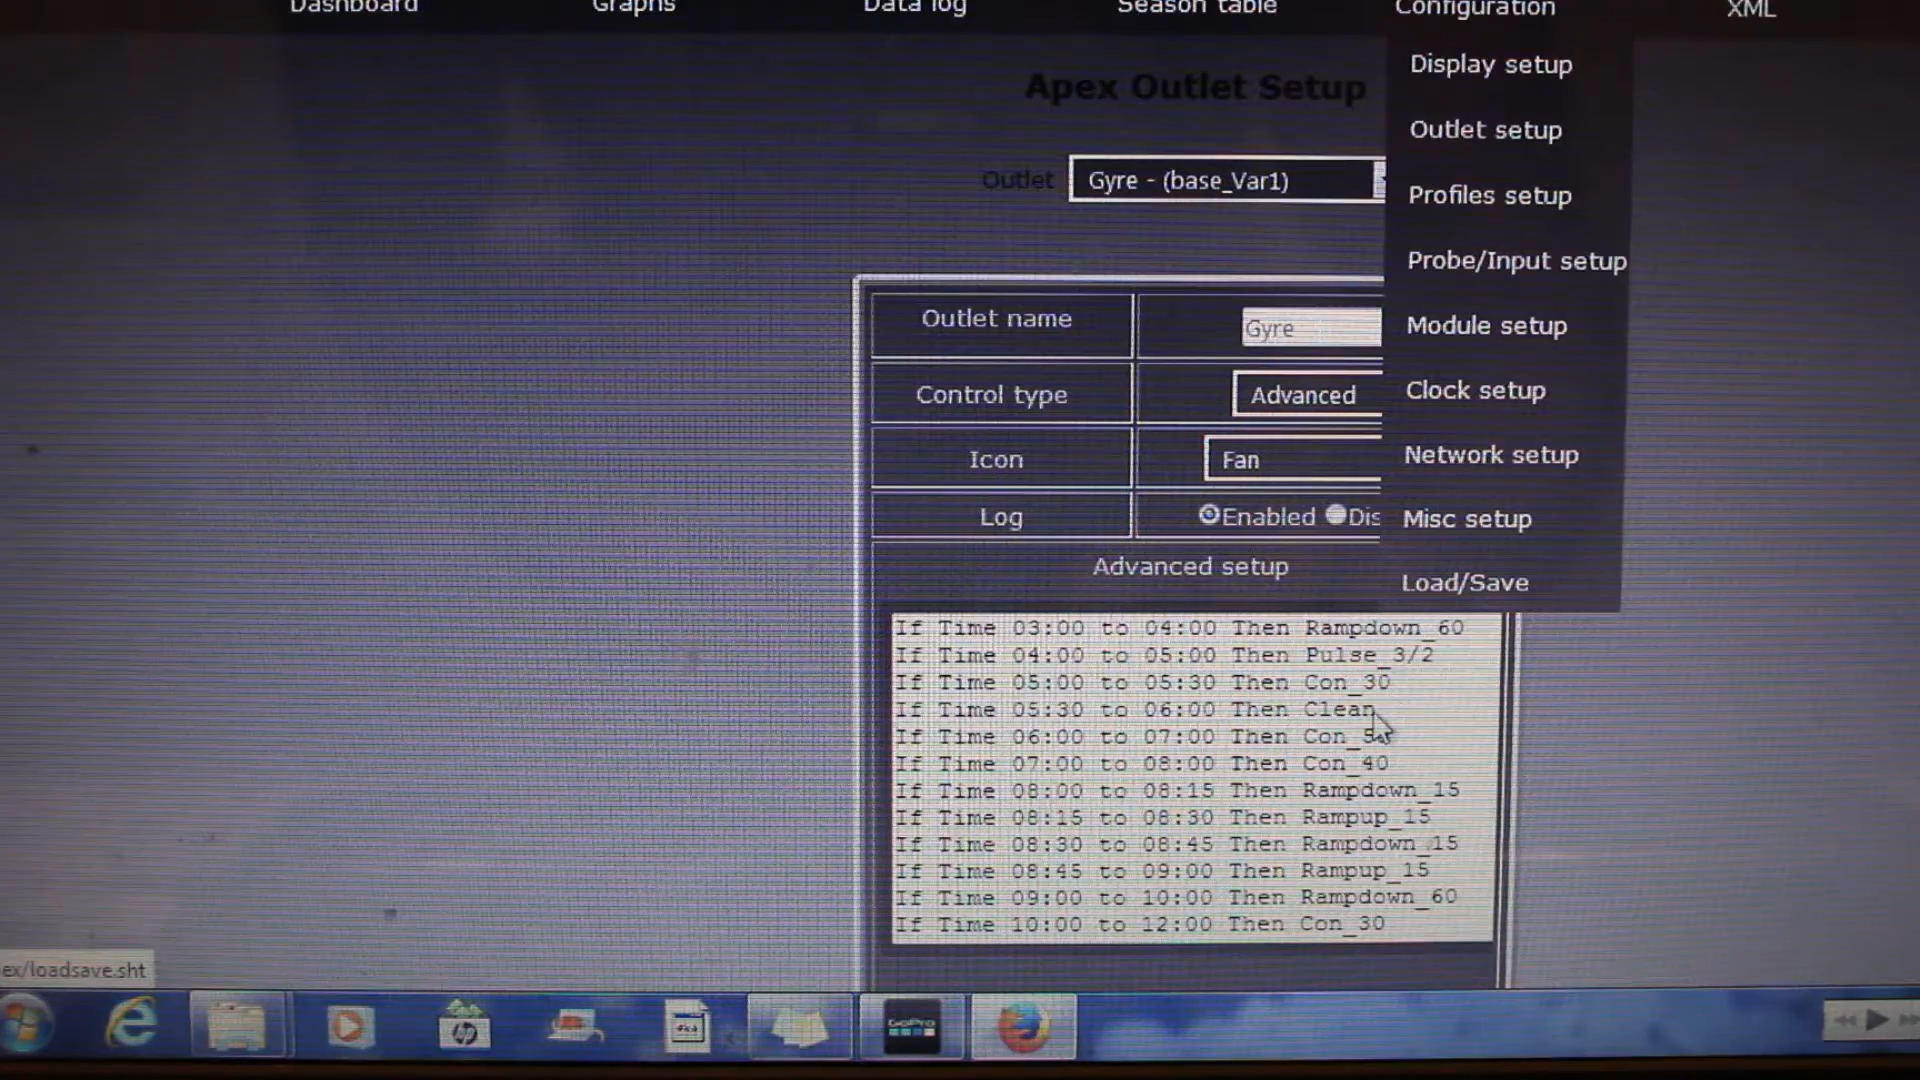 Dashboard Graphs Data log Season table Configuration XML
Display setup
Apex Outlet Setup
Outlet setup
Outlet Gyre - (base_Var1)
Profiles setup
Probe/Input setup
Outlet name Gyre
Module setup
Control type Advanced
Clock setup
Icon Fan
Network setup
Log Enabled Dis
Misc setup
Advanced setup
Load/Save
If Time 03:00 to 04:00 Then Rampdown_60
If Time 04:00 to 05:00 Then Pulse_3/2
If Time 05:00 to 05:30 Then Con_30
If Time 05:30 to 06:00 Then Clean
If Time 06:00 to 07:00 Then
If Time 07:00 to 08:00 Then Con_40
If Time 08:00 to 08:15 Then Rampdown_15
If Time 08:15 to 08:30 Then Rampup_15
If Time 08:30 to 08:45 Then Rampdown_15
If Time 08:45 to 09:00 Then Rampup_15
If Time 09:00 to 10:00 Then Rampdown_60
If Time 10:00 to 12:00 Then Con_30
ex/loadsave.sht
hp
GoPro